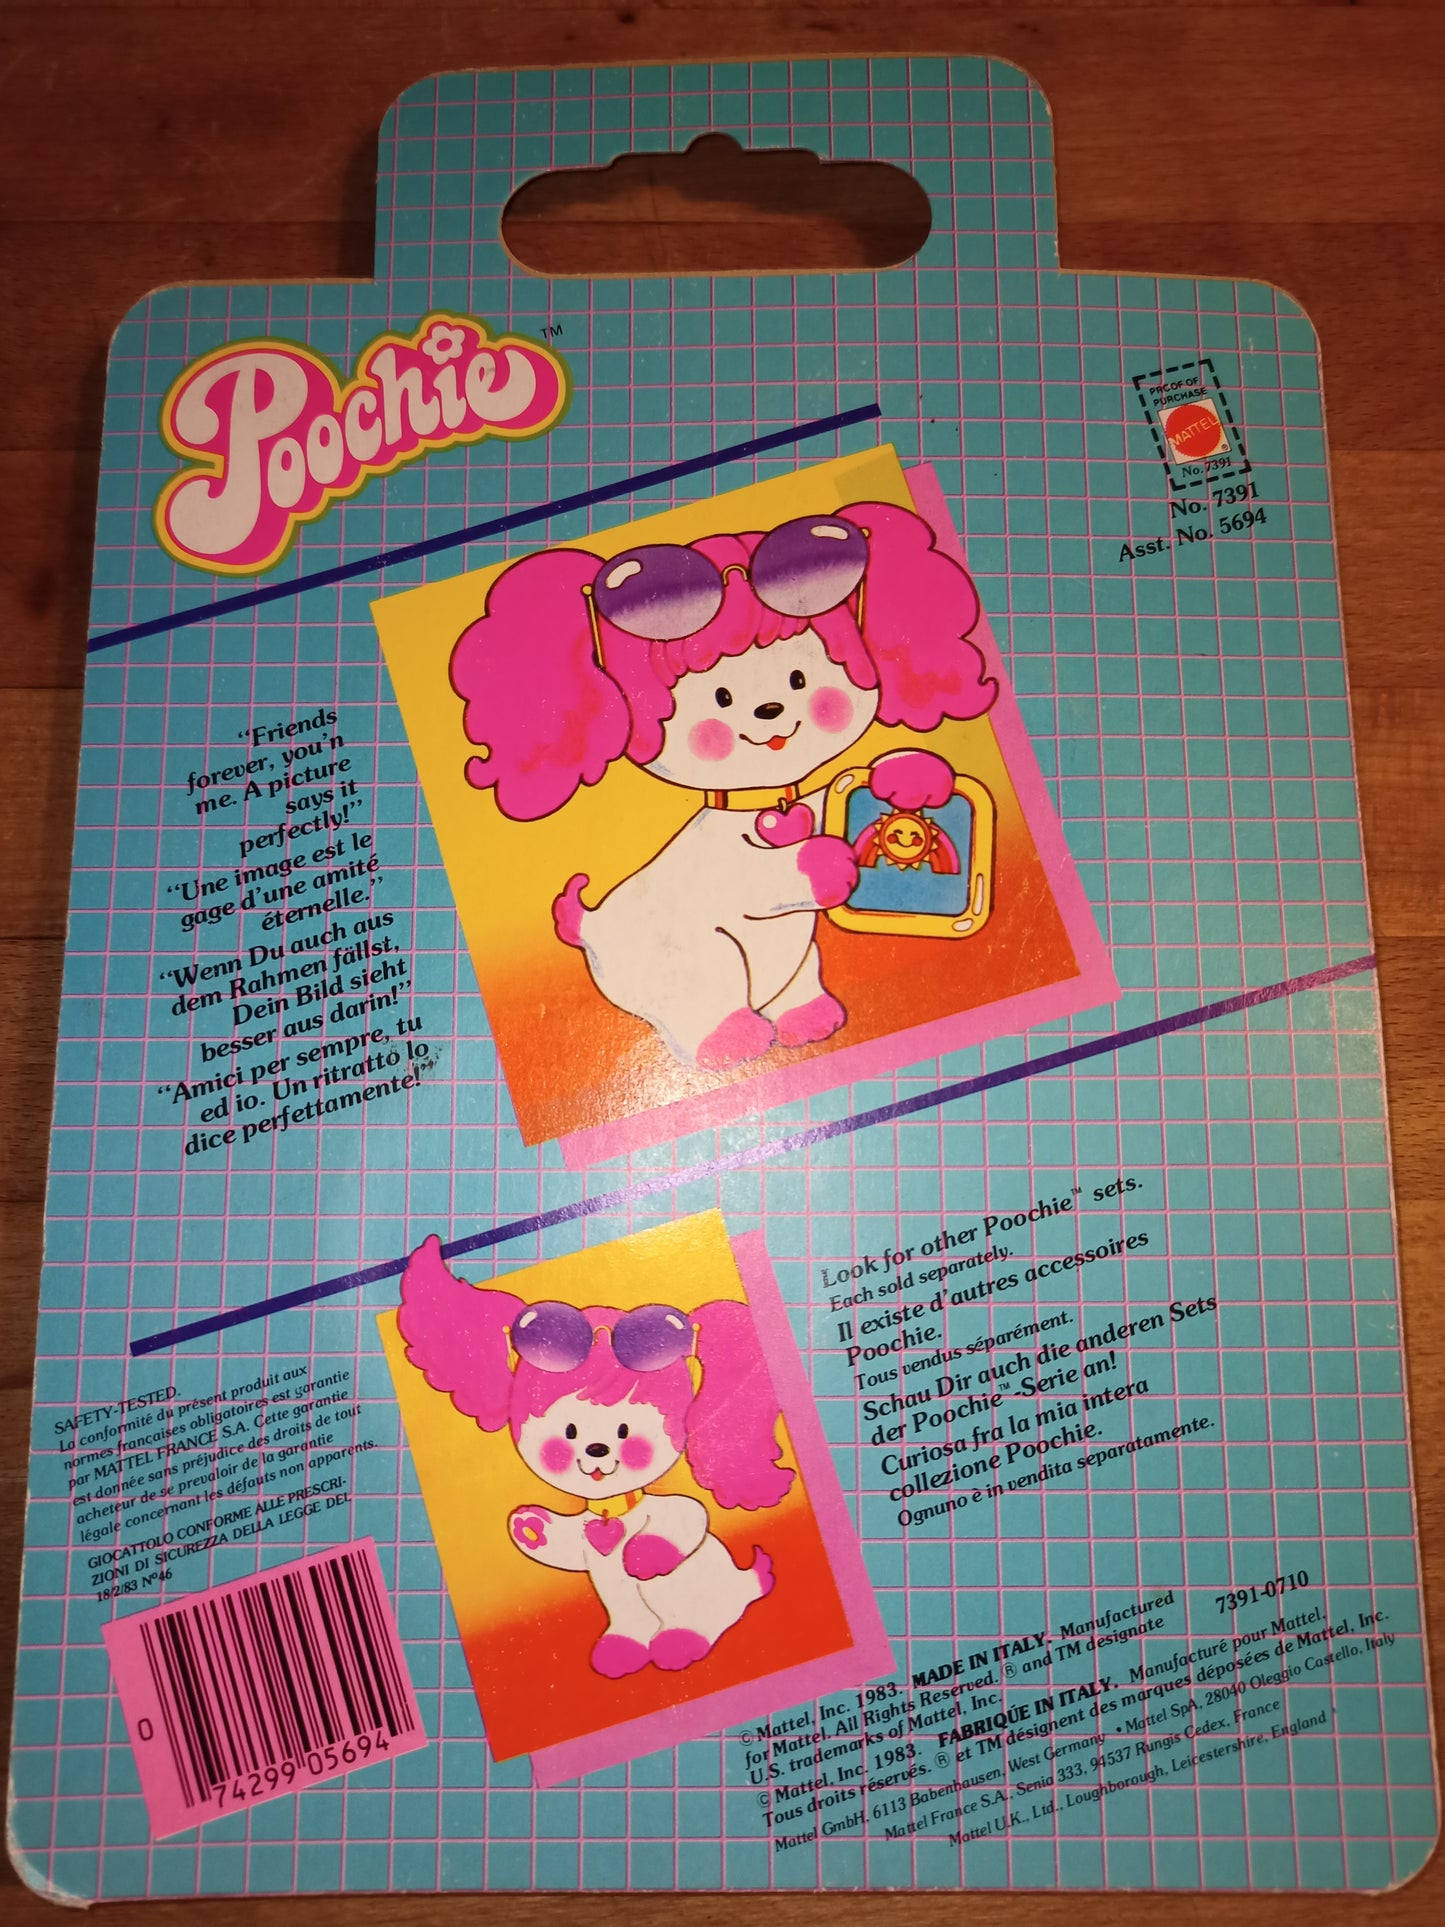 Poochie™
PROOF OF
PURCHASE
MATTEL®
No. 7391
No. 7391
Asst. No. 5694
“Friends
forever, you'n
me. A picture
says it
perfectly!”
“Une image est le
gage d'une amité
éternelle.”
“Wenn Du auch aus
dem Rahmen fällst,
Dein Bild sieht
besser aus darin!”
“Amici per sempre, tu
ed io. Un ritratto lo
dice perfettamente!”
Look for other Poochie™ sets.
Each sold separately.
Il existe d'autres accessoires
Poochie.
Tous vendus séparément.
Schau Dir auch die anderen Sets
der Poochie™-Serie an!
Curiosa fra la mia intera
collezione Poochie.
Ognuno è in vendita separatamente.
SAFETY-TESTED.
La conformité du présent produit aux
normes françaises obligatoires est garantie
par MATTEL FRANCE S.A. Cette garantie
est donnée sans préjudice des droits de tout
acheteur de se prevaloir de la garantie
légale concernant les défauts non apparents.
GIOCATTOLO CONFORME ALLE PRESCRI-
ZIONI DI SICUREZZA DELLA LEGGE DEL
18/2/83 Nº46
0 74299 05694
7391-0710
© Mattel, Inc. 1983. MADE IN ITALY. Manufactured
for Mattel. All Rights Reserved. ® and TM designate
U.S. trademarks of Mattel, Inc.
© Mattel, Inc. 1983. FABRIQUE IN ITALY. Manufacturé pour Mattel.
Tous droits réservés. ® et TM désignent des marques déposées de Mattel, Inc.
Mattel GmbH, 6113 Babenhausen, West Germany • Mattel SpA, 28040 Oleggio Castello, Italy
Mattel France S.A., Senia 333, 94537 Rungis Cedex, France
Mattel U.K., Ltd., Loughborough, Leicestershire, England